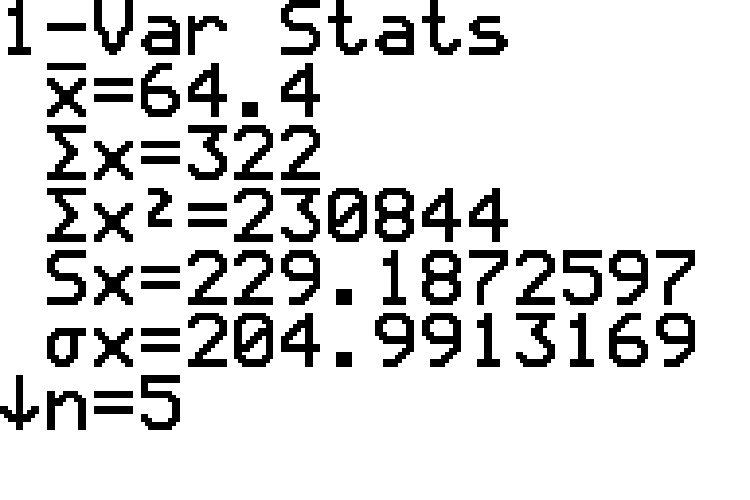 1-Var Stats
x̄=64.4
Σx=322
Σx²=230844
Sx=229.1872597
σx=204.9913169
↓n=5